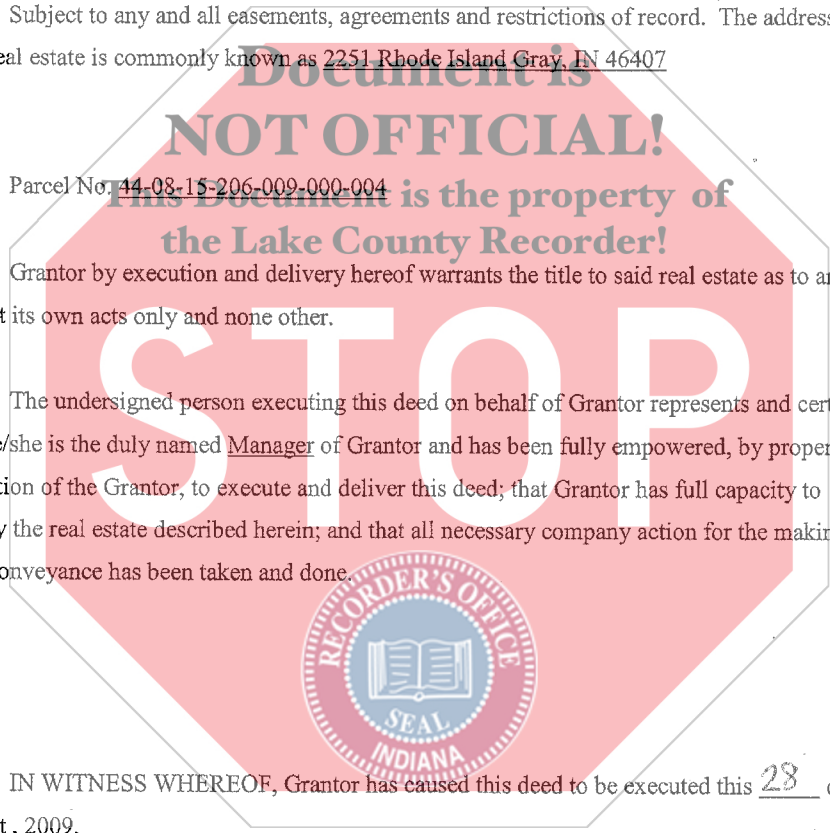 Subject to any and all easements, agreements and restrictions of record. The address
eal estate is commonly known as 2251 Rhode Island Gray, IN 46407
Document is
NOT OFFICIAL!
Parcel No. 44-08-15-206-009-000-004
This Document is the property of
the Lake County Recorder!
Grantor by execution and delivery hereof warrants the title to said real estate as to
its own acts only and none other.
STOP
The undersigned person executing this deed on behalf of Grantor represents and cert
/she is the duly named Manager of Grantor and has been fully empowered, by proper
tion of the Grantor, to execute and deliver this deed; that Grantor has full capacity to
the real estate described herein; and that all necessary company action for the makin
onveyance has been taken and done.
RECORDER'S OFFICE
SEAL
INDIANA
IN WITNESS WHEREOF, Grantor has caused this deed to be executed this 28
t, 2009.